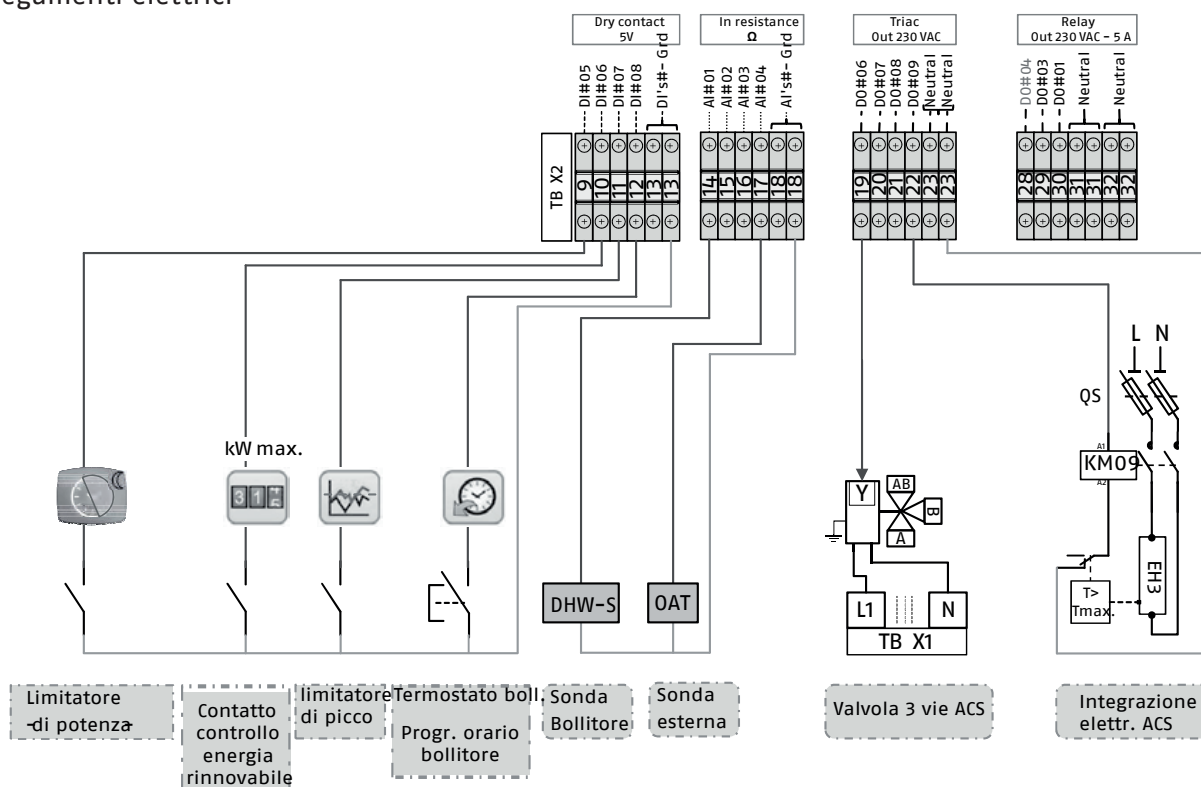 egamenti elettrici
Dry contact
5V
In resistance
Ω
Triac
Out 230 VAC
Relay
Out 230 VAC - 5 A
DI#05
DI#06
DI#07
DI#08
DI's#- Grd
AI#01
AI#02
AI#03
AI#04
AI's#- Grd
DO#06
DO#07
DO#08
DO#09
Neutral
Neutral
DO#04
DO#03
DO#01
Neutral
Neutral
TB X2
9
10
11
12
13
13
14
15
16
17
18
18
19
20
21
22
23
23
28
29
30
31
31
32
32
L N
QS
kW max.
A1
KM09
A2
Y
AB
B
A
EH3
T>
Tmax.
DHW-S
OAT
L1
N
TB X1
Limitatore
-di potenza-
Contatto
controllo
energia
rinnovabile
limitatore
di picco
Termostato boll.
Progr. orario
bollitore
Sonda
Bollitore
Sonda
esterna
Valvola 3 vie ACS
Integrazione
elettr. ACS